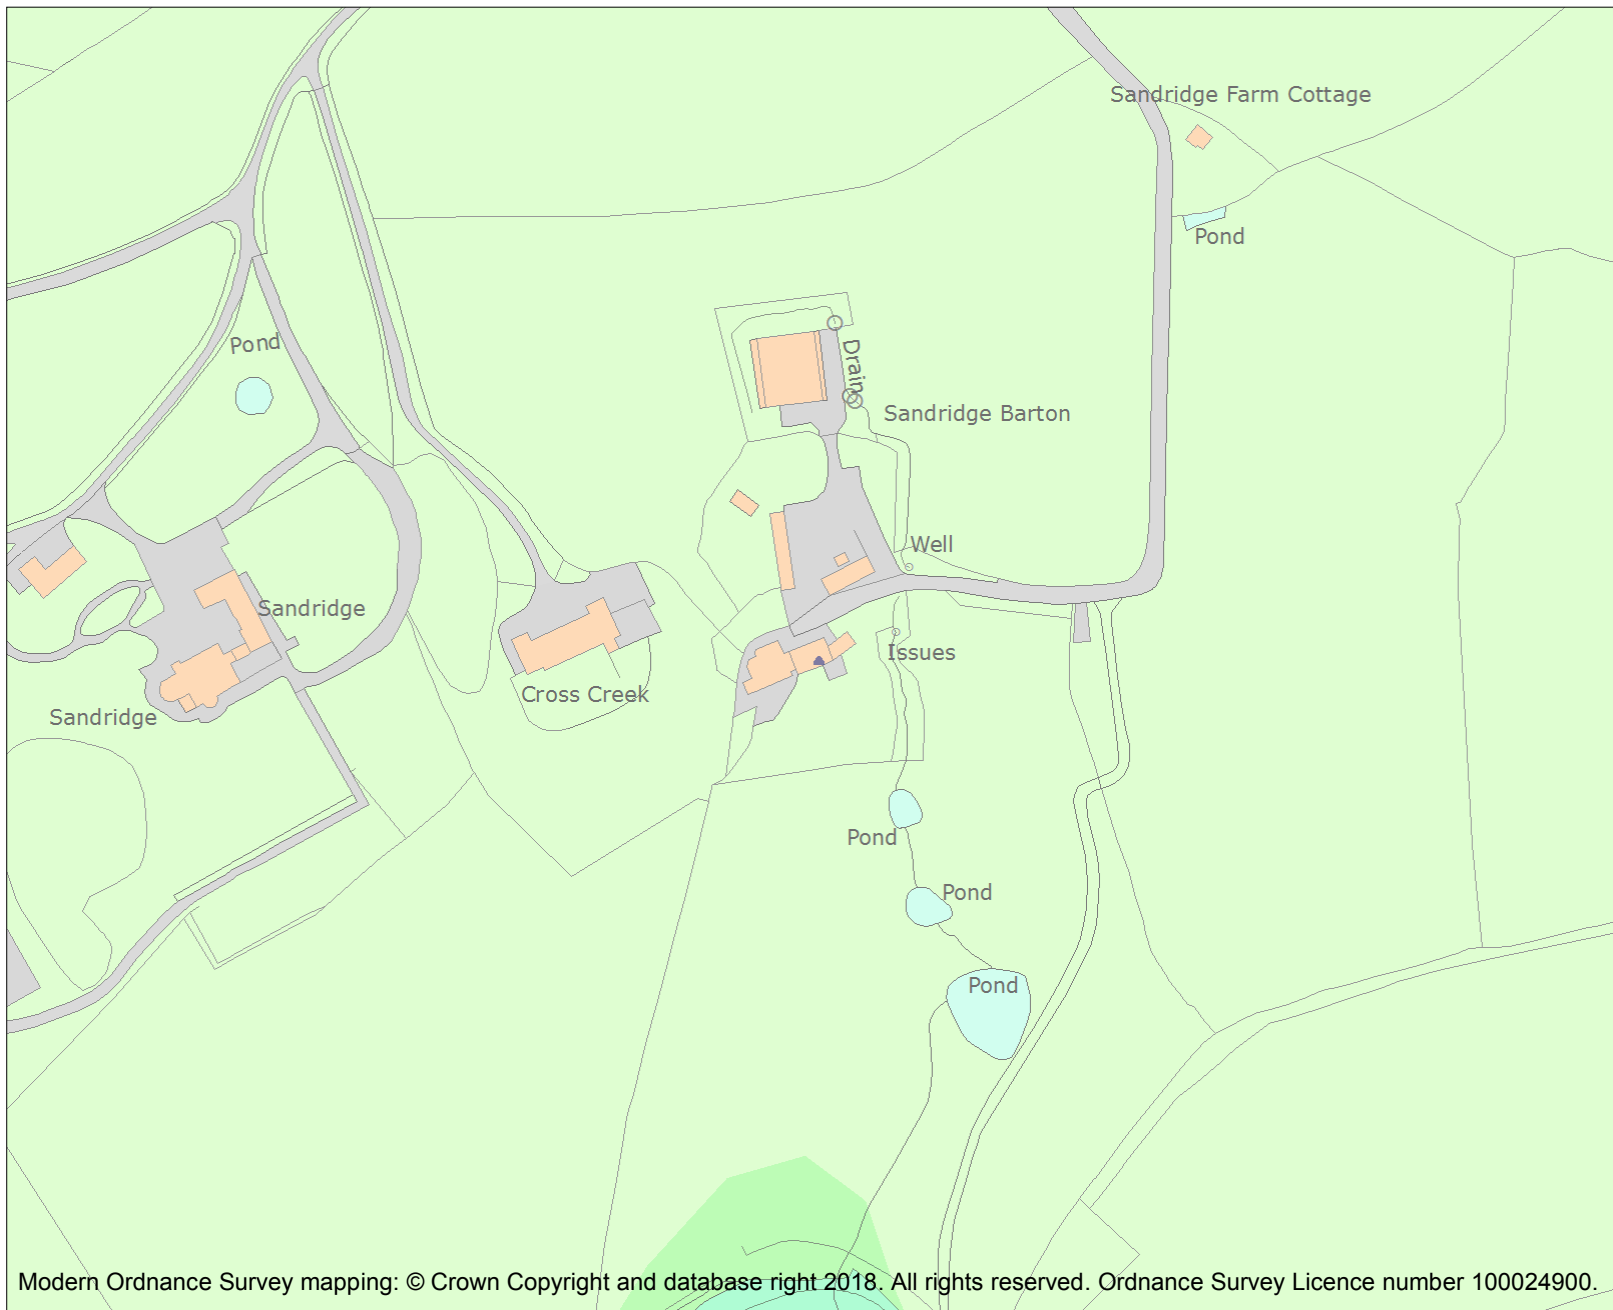 Sandridge Farm Cottage
Pond
Pond
Drain
Sandridge Barton
Well
Sandridge
Issues
Cross Creek
Sandridge
Pond
Pond
Pond
Modern Ordnance Survey mapping: © Crown Copyright and database right 2018. All rights reserved. Ordnance Survey Licence number 100024900.